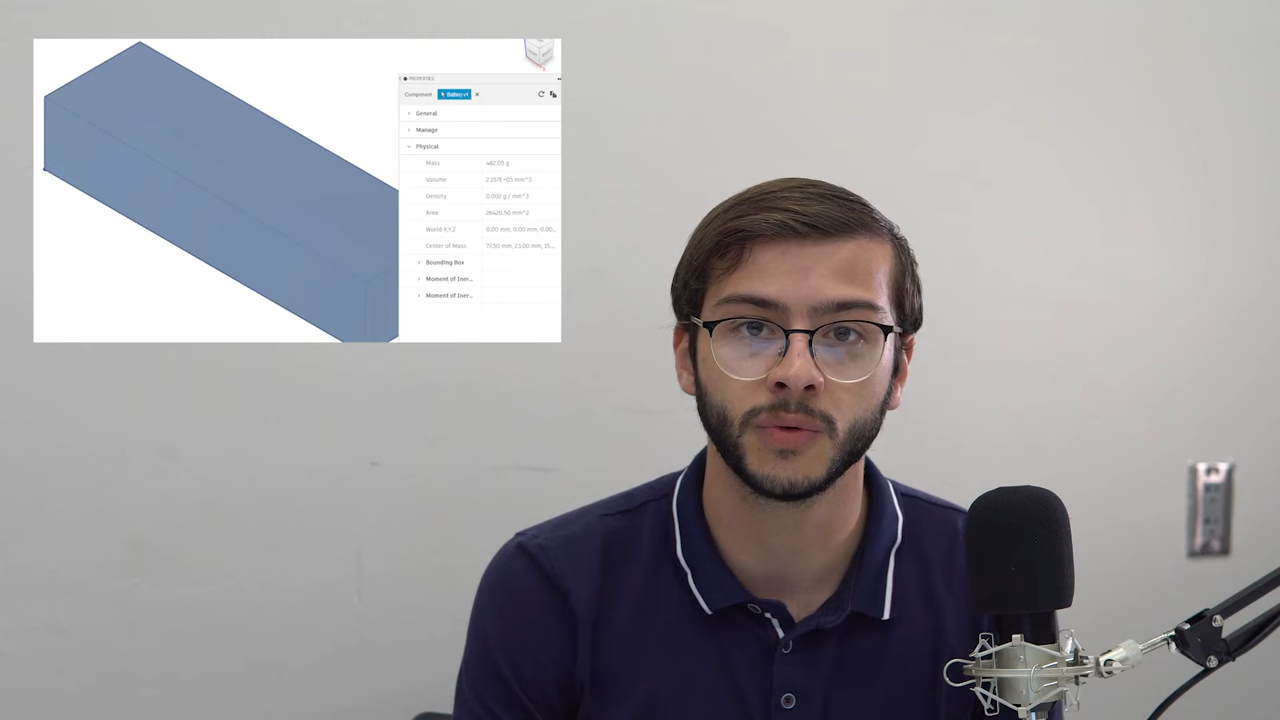 PROPERTIES
Component Battery v1 ×
General
Manage
Physical
Mass 482.05 g
Volume 2.157E+05 mm^3
Density 0.002 g / mm^3
Area 26420.50 mm^2
World X,Y,Z 0.00 mm, 0.00 mm, 0.00...
Center of Mass 77.50 mm, 23.00 mm, 15...
Bounding Box
Moment of Iner...
Moment of Iner...